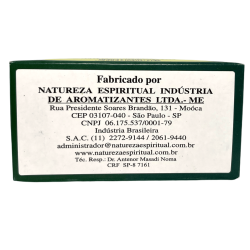 Fabricado por
NATUREZA ESPIRITUAL INDÚSTRIA
DE AROMATIZANTES LTDA.- ME
Rua Presidente Soares Brandão, 131 - Moóca
CEP 03107-040 - São Paulo - SP
CNPJ 06.175.537/0001-79
Indústria Brasileira
S.A.C. (11) 2272-9144 / 2061-9440
administrador@naturezaespiritual.com.br
www.naturezaespiritual.com.br
Téc. Resp.: Dr. Antenor Masadi Noma
CRF SP-8 7161